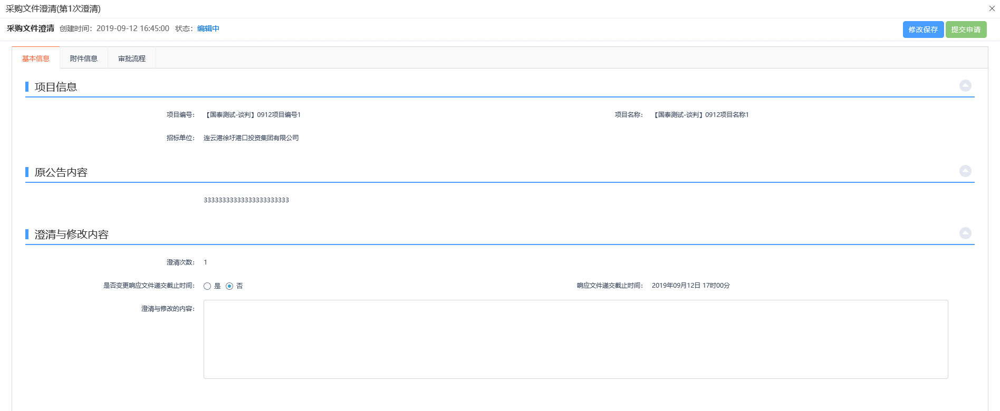 采购文件澄清(第1次澄清)
采购文件澄清 创建时间：2019-09-12 16:45:00 状态：编辑中 修改保存 提交申请
基本信息 附件信息 审批流程
项目信息
项目编号： 【国泰测试-谈判】0912项目编号1 项目名称： 【国泰测试-谈判】0912项目名称1
招标单位： 连云港徐圩港口投资集团有限公司
原公告内容
33333333333333333333333
澄清与修改内容
澄清次数： 1
是否变更响应文件递交截止时间： 是 否 响应文件递交截止时间： 2019年09月12日 17时00分
澄清与修改的内容：